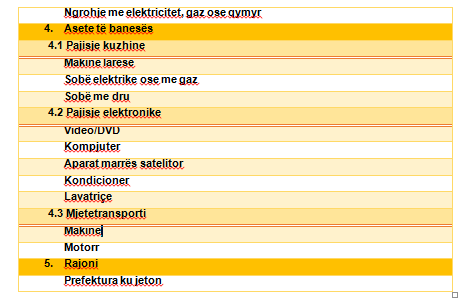 Ngrohje me elektricitet, gaz ose qymyr
4. Asete të banesës
4.1 Pajisje kuzhine
Makine larëse
Sobë elektrike ose me gaz
Sobë me dru
4.2 Pajisje elektronike
Video/DVD
Kompjuter
Aparat marrës satelitor
Kondicioner
Lavatriçe
4.3 Mjetetransporti
Makinë
Motorr
5. Rajoni
Prefektura ku jeton